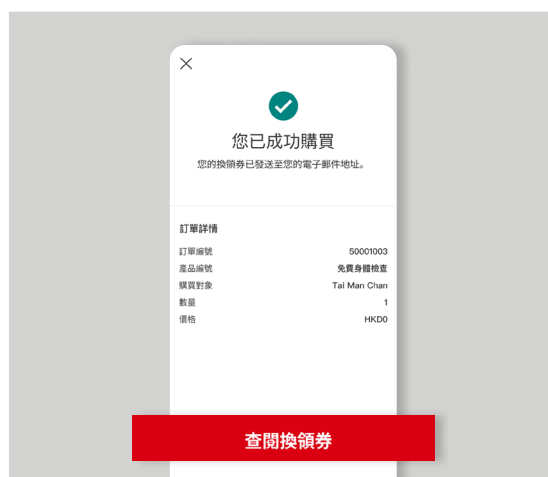 您已成功購買
您的換領券已發送至您的電子郵件地址。
訂單詳情
訂單編號 50001003
產品編號 免費身體檢查
購買對象 Tai Man Chan
數量 1
價格 HKD0
查閱換領券